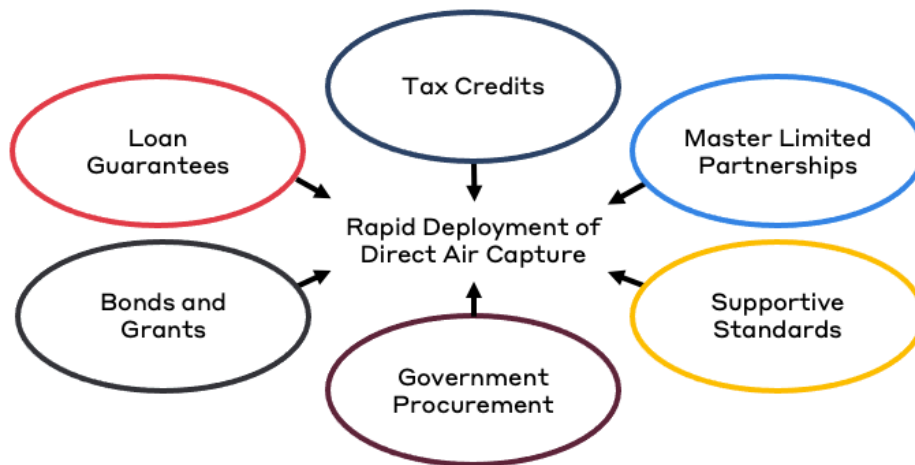 Tax Credits
Loan
Guarantees
Master Limited
Partnerships
Rapid Deployment of
Direct Air Capture
Bonds and
Grants
Supportive
Standards
Government
Procurement